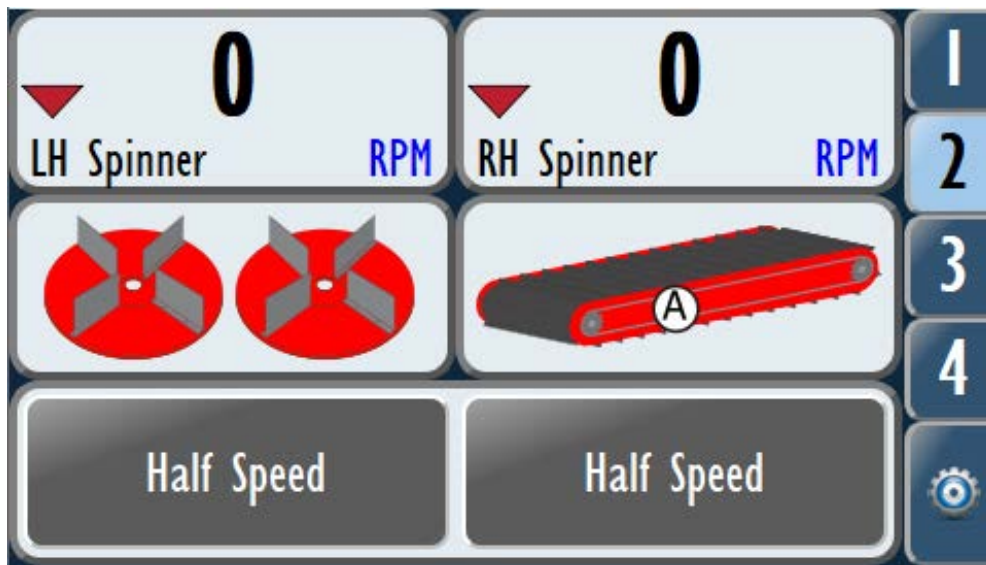 0
LH Spinner RPM
0
RH Spinner RPM
A
Half Speed
Half Speed
1
2
3
4